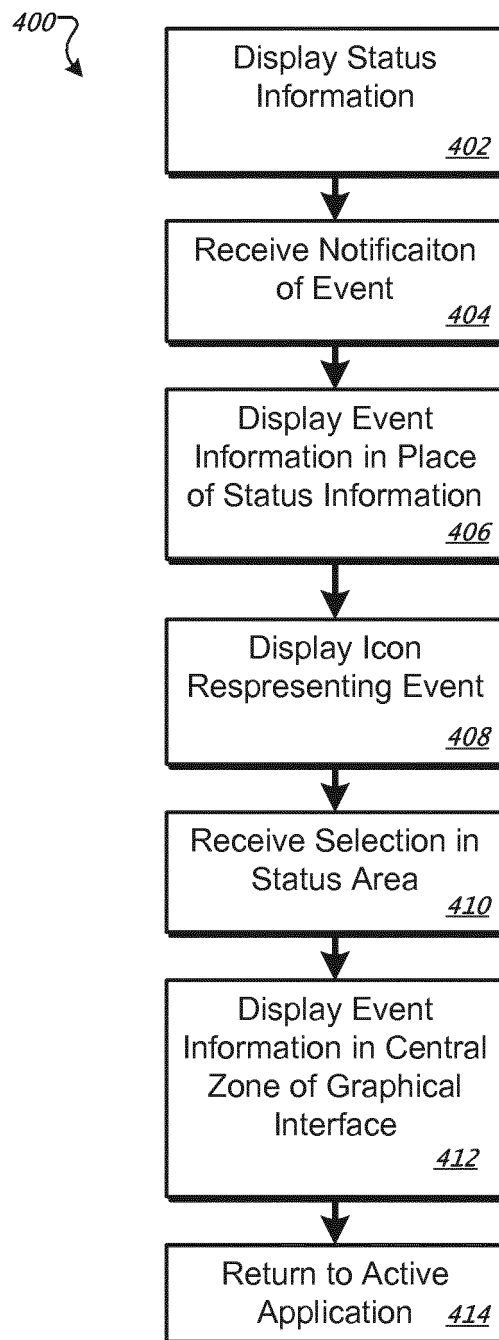 400
Display Status
Information
402
Receive Notificaiton
of Event
404
Display Event
Information in Place
of Status Information
406
Display Icon
Respresenting Event
408
Receive Selection in
Status Area
410
Display Event
Information in Central
Zone of Graphical
Interface
412
Return to Active
Application
414